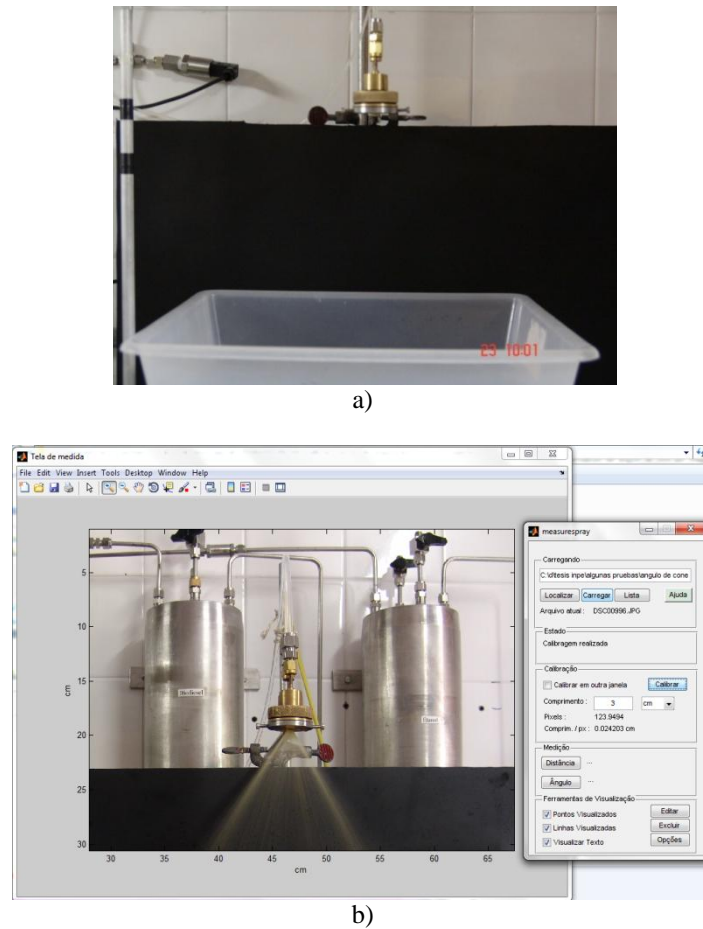 23 10:01
a)
Tela de medida
File Edit View Insert Tools Desktop Window Help
5
10
15
20
25
30
cm
30 35 40 45 50 55 60 65
cm
Biodiesel
Diesel
measurespray
Carregando
C:\dftesis inpe\algunas pruebas\angulo de cone
Localizar Carregar Lista Ajuda
Arquivo atual : DSC00996.JPG
Estado
Calibragem realizada
Calibração
Calibrar em outra janela Calibrar
Comprimento : 3 cm
Pixels : 123.9494
Comprim. / px : 0.024203 cm
Medição
Distância ...
Ângulo ...
Ferramentas de Visualização
Pontos Visualizados Editar
Linhas Visualizadas Excluir
Visualizar Texto Opções
b)